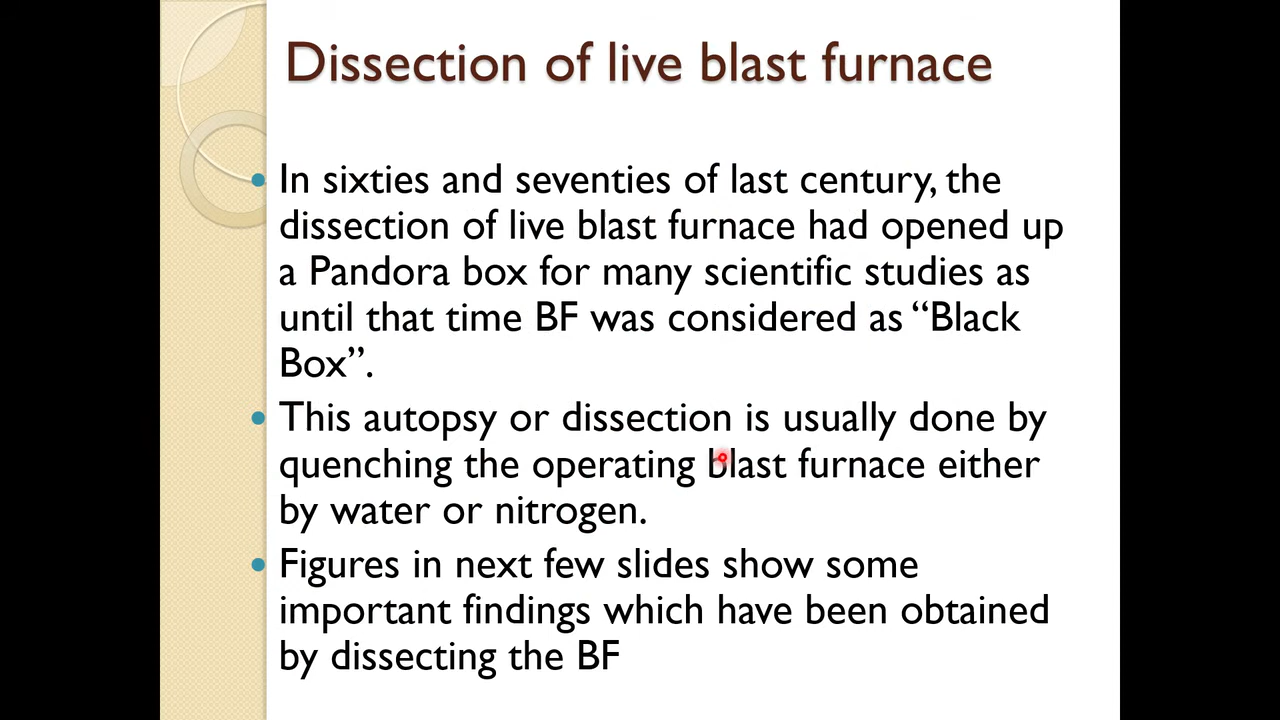 Dissection of live blast furnace
In sixties and seventies of last century, the
dissection of live blast furnace had opened up
a Pandora box for many scientific studies as
until that time BF was considered as “Black
Box”.
This autopsy or dissection is usually done by
quenching the operating blast furnace either
by water or nitrogen.
Figures in next few slides show some
important findings which have been obtained
by dissecting the BF